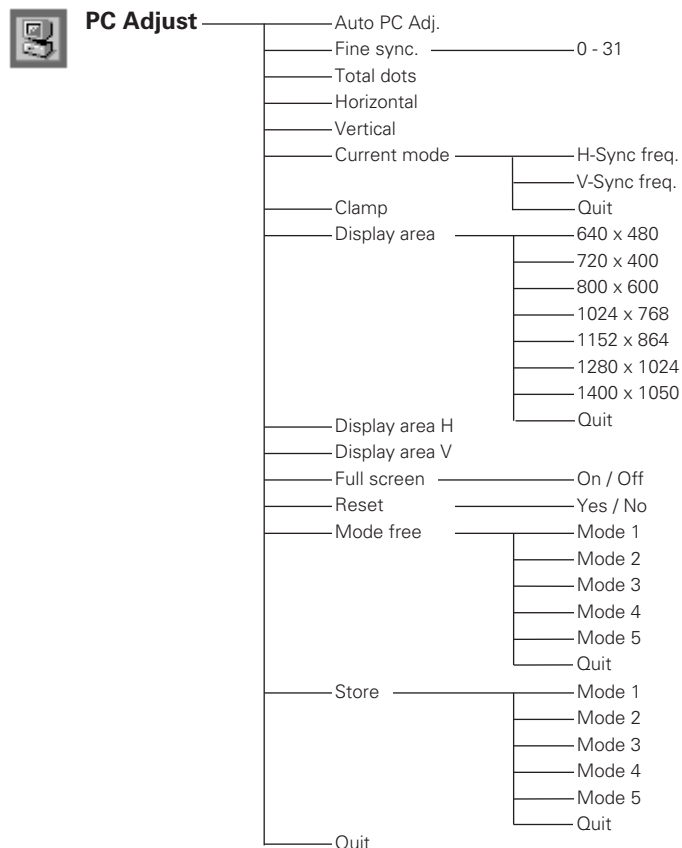 PC Adjust
Auto PC Adj.
Fine sync. 0 - 31
Total dots
Horizontal
Vertical
Current mode H-Sync freq.
V-Sync freq.
Quit
Clamp
Display area 640 x 480
720 x 400
800 x 600
1024 x 768
1152 x 864
1280 x 1024
1400 x 1050
Quit
Display area H
Display area V
Full screen On / Off
Reset Yes / No
Mode free Mode 1
Mode 2
Mode 3
Mode 4
Mode 5
Quit
Store Mode 1
Mode 2
Mode 3
Mode 4
Mode 5
Quit
Quit